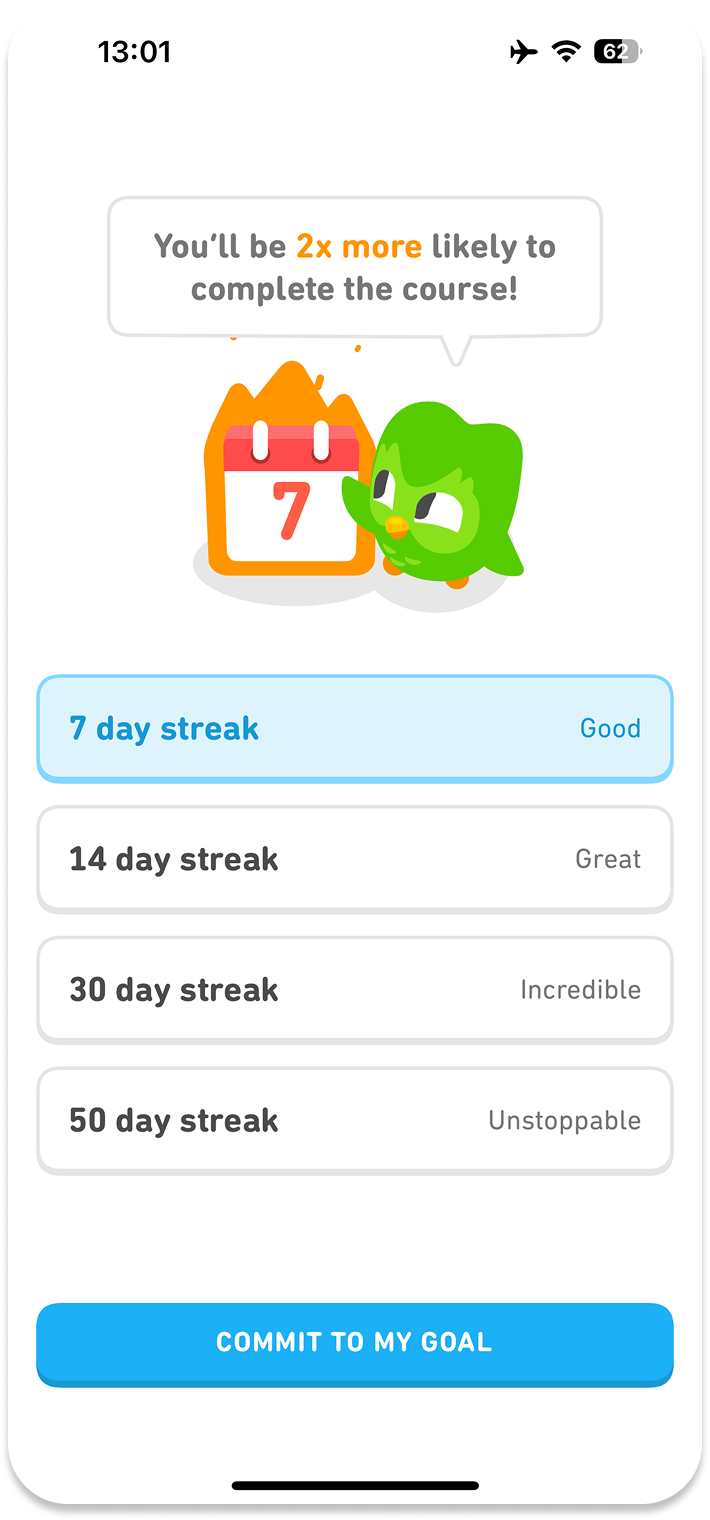 13:01
62
You'll be 2x more likely to
complete the course!
7
7 day streak Good
14 day streak Great
30 day streak Incredible
50 day streak Unstoppable
COMMIT TO MY GOAL